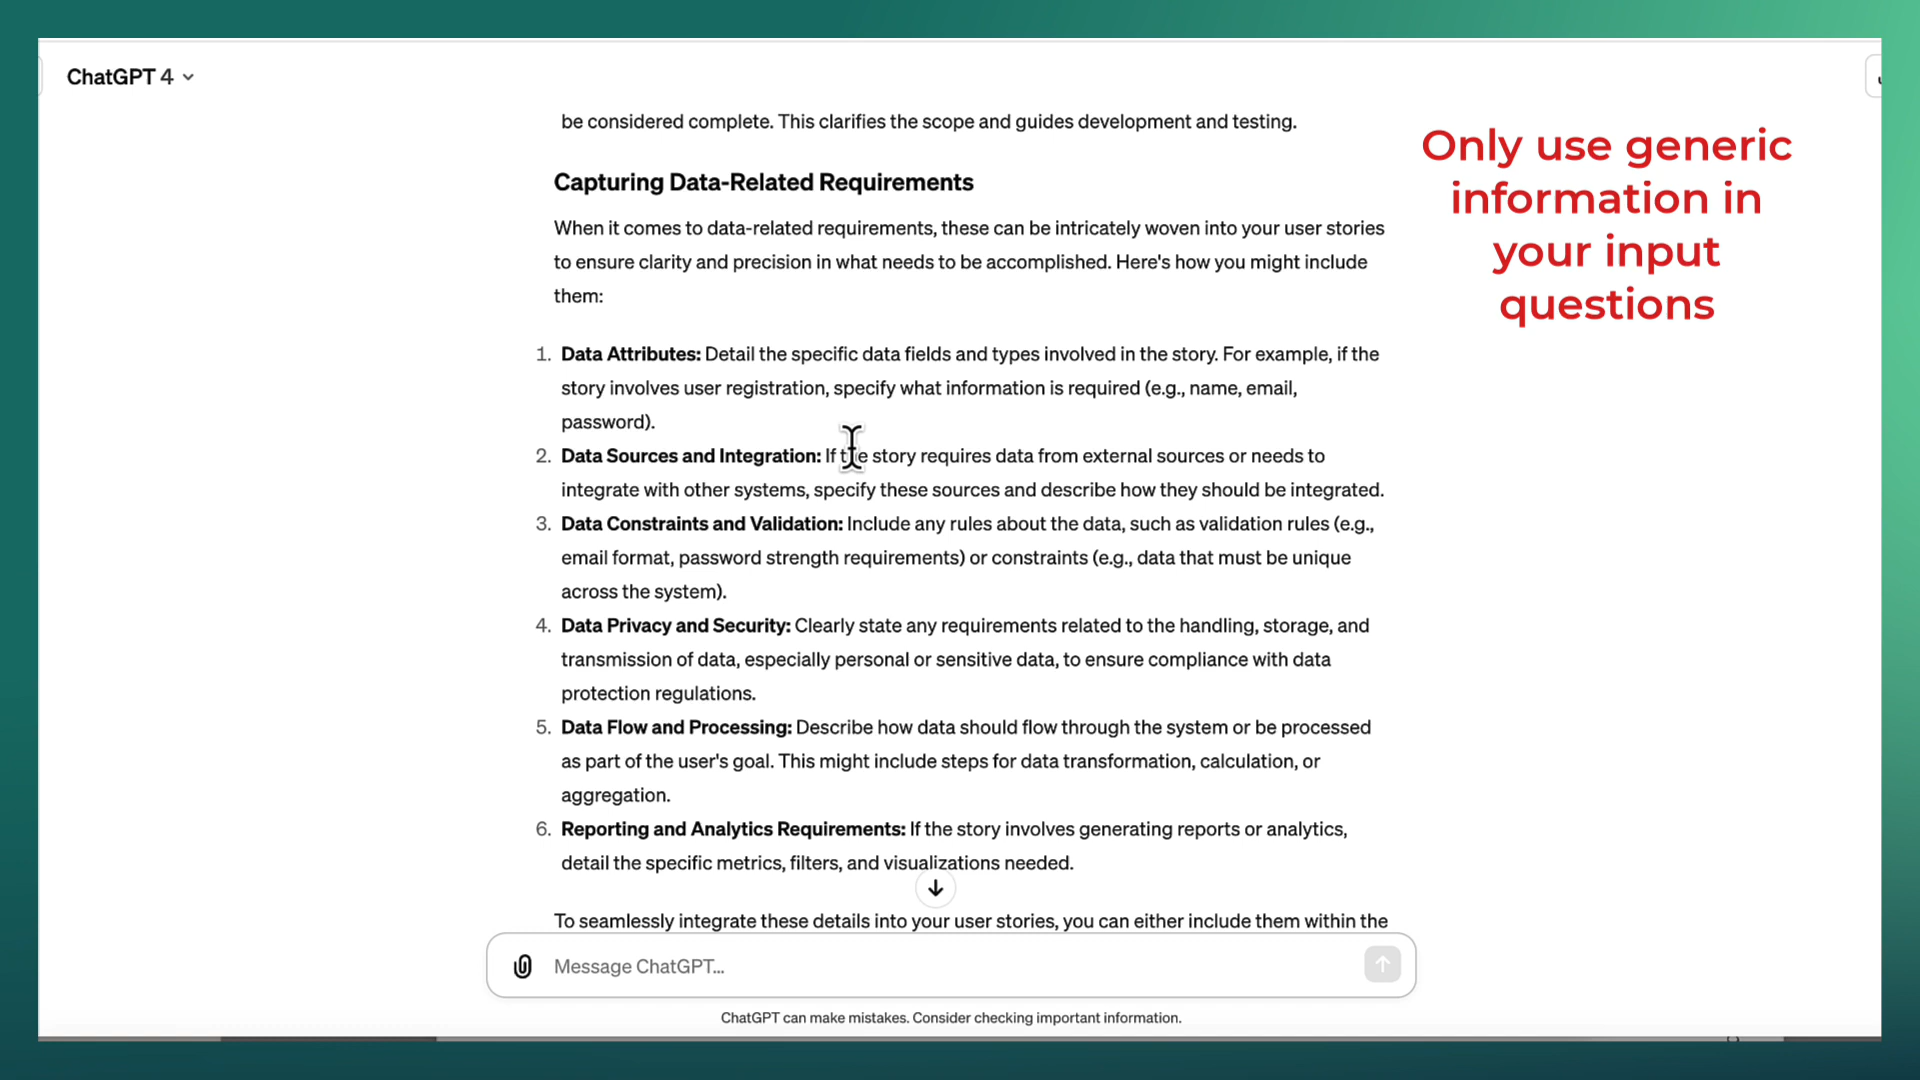 ChatGPT 4
be considered complete. This clarifies the scope and guides development and testing.
Only use generic
information in
your input
questions
Capturing Data-Related Requirements
When it comes to data-related requirements, these can be intricately woven into your user stories
to ensure clarity and precision in what needs to be accomplished. Here's how you might include
them:
1. Data Attributes: Detail the specific data fields and types involved in the story. For example, if the
story involves user registration, specify what information is required (e.g., name, email,
password).
2. Data Sources and Integration: If the story requires data from external sources or needs to
integrate with other systems, specify these sources and describe how they should be integrated.
3. Data Constraints and Validation: Include any rules about the data, such as validation rules (e.g.,
email format, password strength requirements) or constraints (e.g., data that must be unique
across the system).
4. Data Privacy and Security: Clearly state any requirements related to the handling, storage, and
transmission of data, especially personal or sensitive data, to ensure compliance with data
protection regulations.
5. Data Flow and Processing: Describe how data should flow through the system or be processed
as part of the user's goal. This might include steps for data transformation, calculation, or
aggregation.
6. Reporting and Analytics Requirements: If the story involves generating reports or analytics,
detail the specific metrics, filters, and visualizations needed.
To seamlessly integrate these details into your user stories, you can either include them within the
Message ChatGPT...
ChatGPT can make mistakes. Consider checking important information.